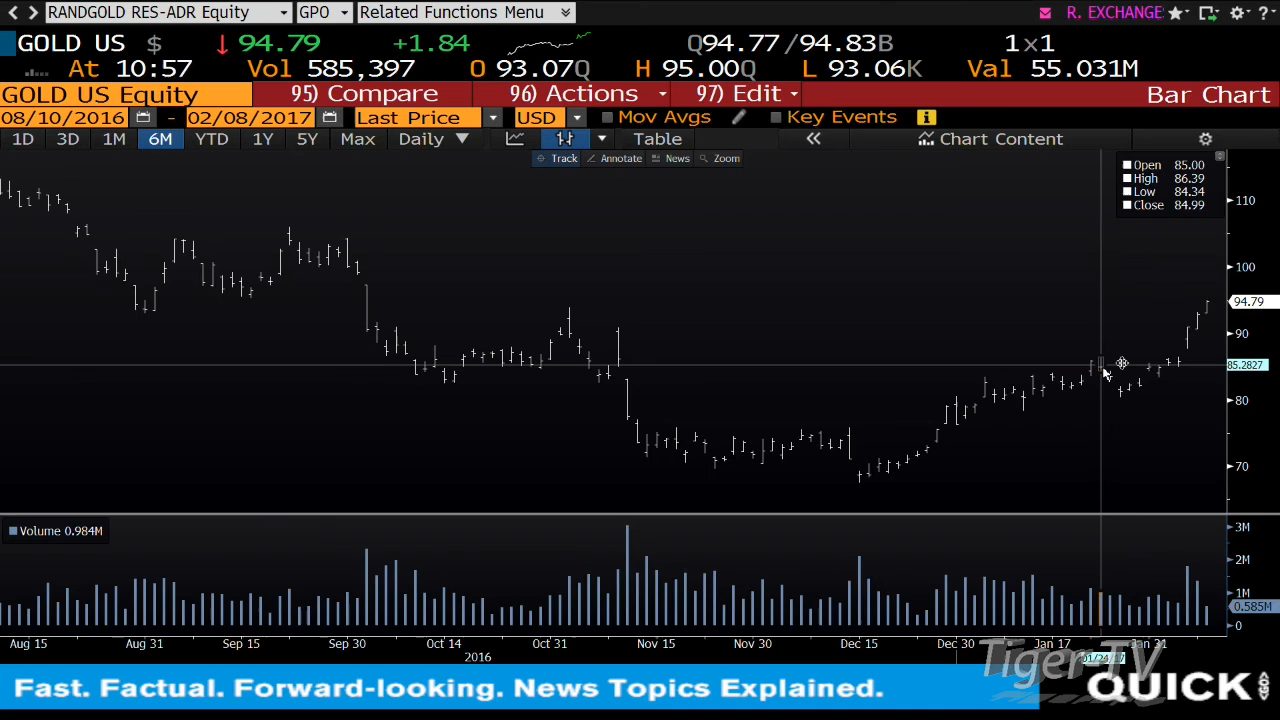 RANDGOLD RES-ADR Equity GPO Related Functions Menu R. EXCHANGE ?
GOLD US $ ↓ 94.79 +1.84 Q94.77/94.83B 1x1
At 10:57 Vol 585,397 O 93.07Q H 95.00Q L 93.06K Val 55.031M
GOLD US Equity 95) Compare 96) Actions 97) Edit Bar Chart
08/10/2016 - 02/08/2017 Last Price USD Mov Avgs Key Events i
1D 3D 1M 6M YTD 1Y 5Y Max Daily ▼ Table « Chart Content
Track Annotate News Zoom
Open 85.00
High 86.39
Low 84.34
Close 84.99
110
100
94.79
90
85.2827
80
70
Volume 0.984M
3M
2M
1M
0.585M
0
Aug 15 Aug 31 Sep 15 Sep 30 Oct 14 Oct 31 Nov 15 Nov 30 Dec 15 Dec 30 Jan 17 Jan 31
2016 01/24/17
Tiger-TV
Fast. Factual. Forward-looking. News Topics Explained. QUICK <GO>